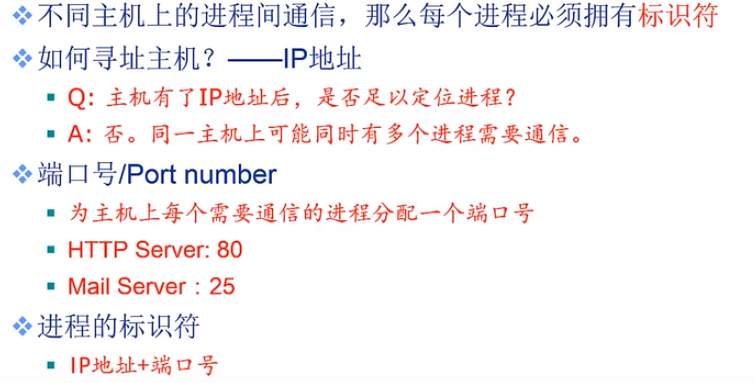 不同主机上的进程间通信，那么每个进程必须拥有标识符
如何寻址主机？——IP地址
Q: 主机有了IP地址后，是否足以定位进程？
A: 否。同一主机上可能同时有多个进程需要通信。
端口号/Port number
为主机上每个需要通信的进程分配一个端口号
HTTP Server: 80
Mail Server：25
进程的标识符
IP地址+端口号